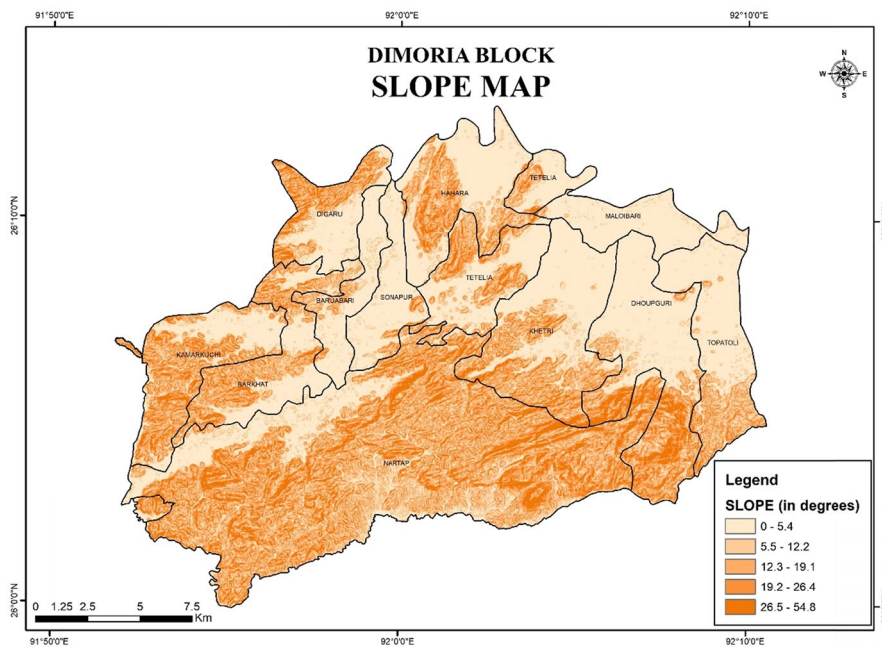 91°50'0"E 92°0'0"E 92°10'0"E
DIMORIA BLOCK
SLOPE MAP
N
W E
S
TETELIA
HAHARA
26°10'0"N
DIGARU
MALOIBARI
TETELIA
BARUABARI
SONAPUR
DHOUPGURI
KHETRI
TOPATOLI
KAMARKUCHI
BARKHAT
NARTAP
Legend
SLOPE (in degrees)
0 - 5.4
5.5 - 12.2
12.3 - 19.1
19.2 - 26.4
26.5 - 54.8
26°0'0"N
0 1.25 2.5 5 7.5
Km
91°50'0"E 92°0'0"E 92°10'0"E